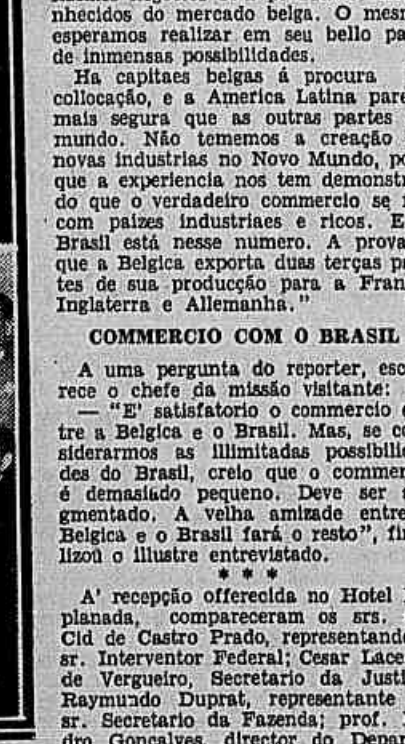 nhecidos do mercado belga. O mesm
esperamos realizar em seu bello pa
de immensas possibilidades.
Ha capitaes belgas á procura
collocação, e a America Latina pare
mais segura que as outras partes
mundo. Não tememos a creação
novas industrias no Novo Mundo, po
que a experiencia nos tem demonstr
do que o verdadeiro commercio se
com paizes industriaes e ricos. E
Brasil está nesse numero. A prova
que a Belgica exporta duas terças pa
tes de sua producção para a Fran
Inglaterra e Allemanha."
COMMERCIO COM O BRASIL
A uma pergunta do reporter, escl
rece o chefe da missão visitante:
— "E' satisfatorio o commercio e
tre a Belgica e o Brasil. Mas, se co
siderarmos as illimitadas possibilid
des do Brasil, creio que o commer
é demasiado pequeno. Deve ser
gmentado. A velha amizade entre
Belgica e o Brasil fará o resto", fin
lizou o illustre entrevistado.
* * *
A' recepção offerecida no Hotel
planada, compareceram os srs.
Cid de Castro Prado, representando
sr. Interventor Federal; Cesar Lace
de Vergueiro, Secretario da Justi
Raymundo Duprat, representante
sr. Secretario da Fazenda; prof.
dro Gonçalves, director do Depar